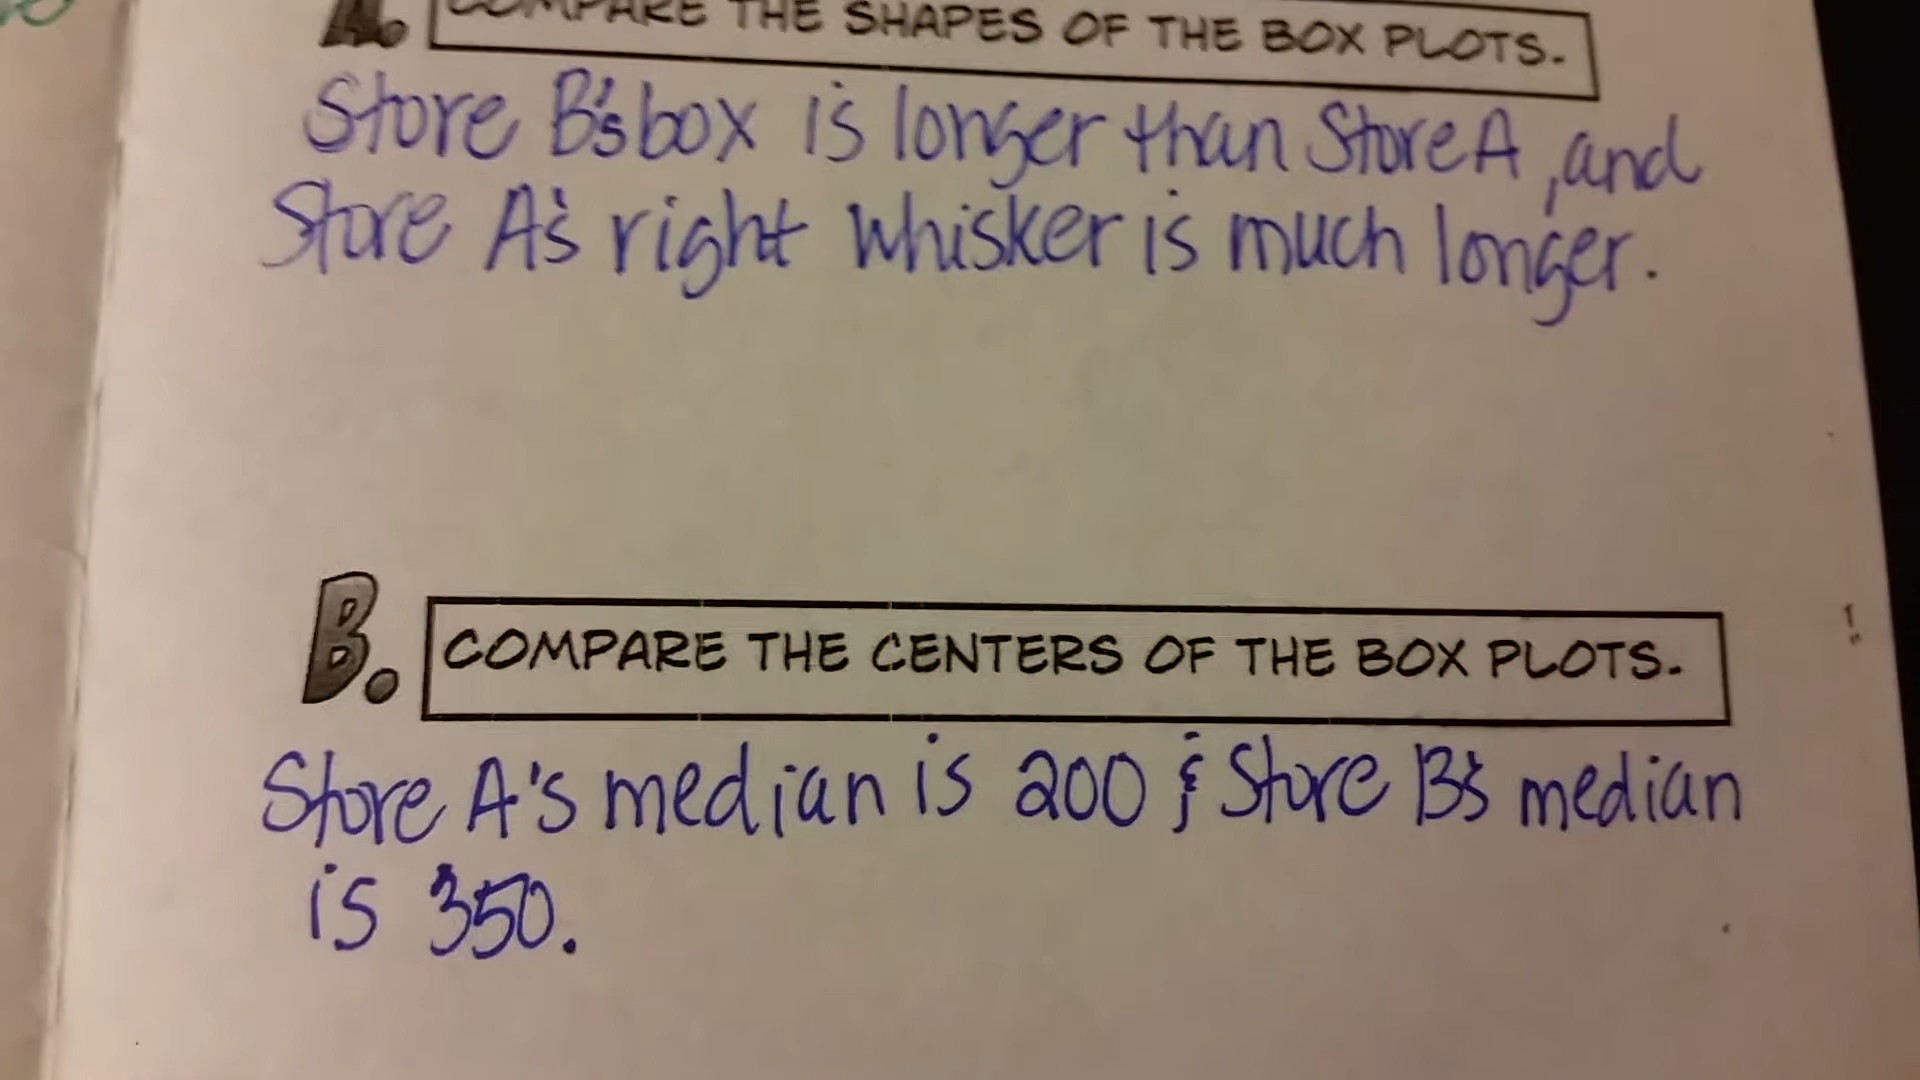 A. COMPARE THE SHAPES OF THE BOX PLOTS.
Store B's box is longer than Store A, and
Store A's right whisker is much longer.
B. COMPARE THE CENTERS OF THE BOX PLOTS.
Store A's median is 200 & Store B's median
is 350.